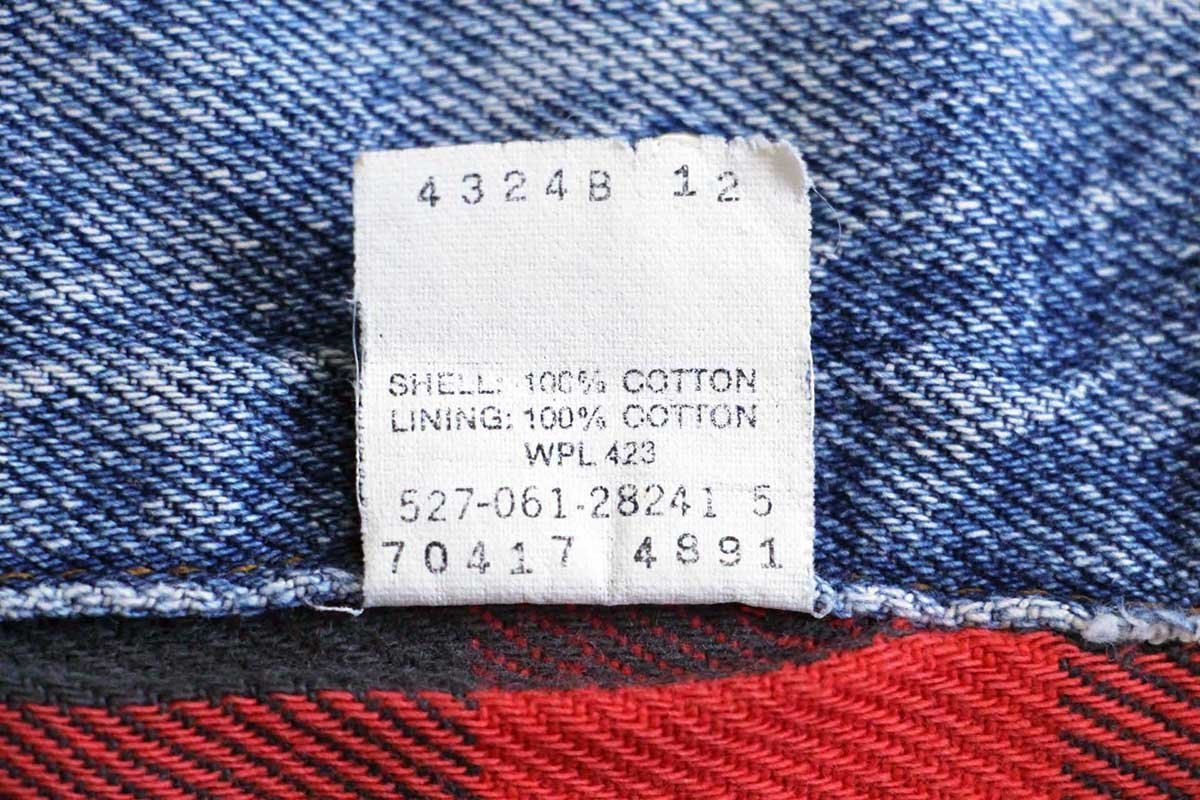 4324B 12
SHELL: 100% COTTON
LINING: 100% COTTON
WPL 423
527-061-28241 5
70417 4891